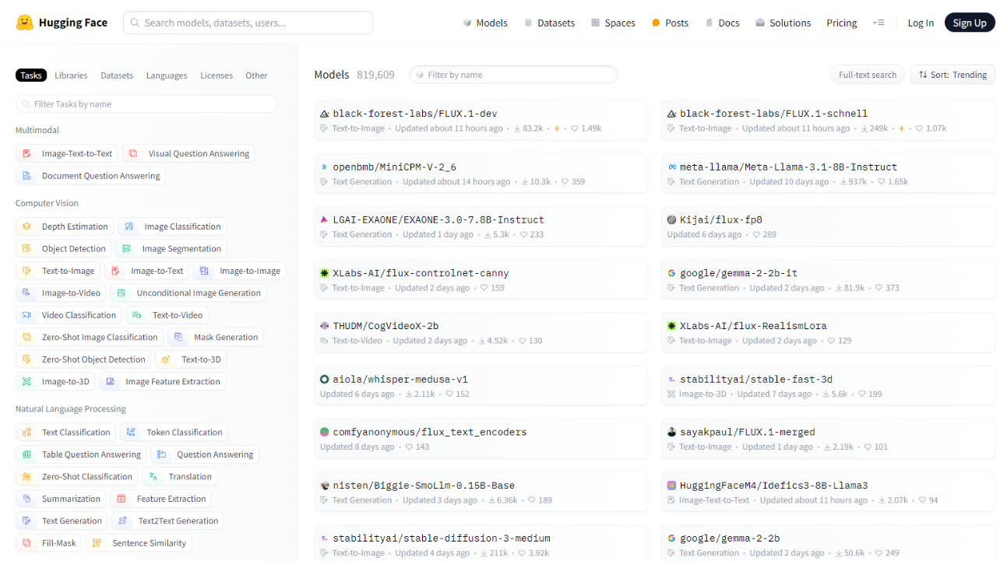 Hugging Face
Search models, datasets, users...
Models
Datasets
Spaces
Posts
Docs
Solutions
Pricing
Log In
Sign Up
Tasks Libraries Datasets Languages Licenses Other
Filter Tasks by name
Multimodal
Image-Text-to-Text Visual Question Answering
Document Question Answering
Computer Vision
Depth Estimation Image Classification
Object Detection Image Segmentation
Text-to-Image Image-to-Text Image-to-Image
Image-to-Video Unconditional Image Generation
Video Classification Text-to-Video
Zero-Shot Image Classification Mask Generation
Zero-Shot Object Detection Text-to-3D
Image-to-3D Image Feature Extraction
Natural Language Processing
Text Classification Token Classification
Table Question Answering Question Answering
Zero-Shot Classification Translation
Summarization Feature Extraction
Text Generation Text2Text Generation
Fill-Mask Sentence Similarity
Models 819,609
Filter by name
Full-text search
Sort: Trending
black-forest-labs/FLUX.1-dev
Text-to-Image • Updated about 11 hours ago • 83.2k • 1.49k
black-forest-labs/FLUX.1-schnell
Text-to-Image • Updated about 11 hours ago • 249k • 1.07k
openbmb/MiniCPM-V-2_6
Text Generation • Updated about 14 hours ago • 10.3k • 359
meta-llama/Meta-Llama-3.1-8B-Instruct
Text Generation • Updated 10 days ago • 937k • 1.65k
LGAI-EXAONE/EXAONE-3.0-7.8B-Instruct
Text Generation • Updated 1 day ago • 5.3k • 233
Kijai/flux-fp8
Updated 6 days ago • 289
XLabs-AI/flux-controlnet-canny
Text-to-Image • Updated 2 days ago • 159
google/gemma-2-2b-it
Text Generation • Updated 2 days ago • 81.9k • 373
THUDM/CogVideoX-2b
Text-to-Video • Updated 2 days ago • 4.52k • 130
XLabs-AI/flux-RealismLora
Text-to-Image • Updated 2 days ago • 129
aiola/whisper-medusa-v1
Updated 6 days ago • 2.11k • 152
stabilityai/stable-fast-3d
Image-to-3D • Updated 7 days ago • 5.6k • 199
comfyanonymous/flux_text_encoders
Updated 8 days ago • 143
sayakpaul/FLUX.1-merged
Text-to-Image • Updated 1 day ago • 2.19k • 101
nisten/Biggie-SmoLlm-0.15B-Base
Text Generation • Updated 3 days ago • 6.36k • 189
HuggingFaceM4/Idefics3-8B-Llama3
Image-Text-to-Text • Updated about 11 hours ago • 2.07k • 94
stabilityai/stable-diffusion-3-medium
Text-to-Image • Updated 4 days ago • 211k • 3.92k
google/gemma-2-2b
Text Generation • Updated 2 days ago • 50.6k • 249